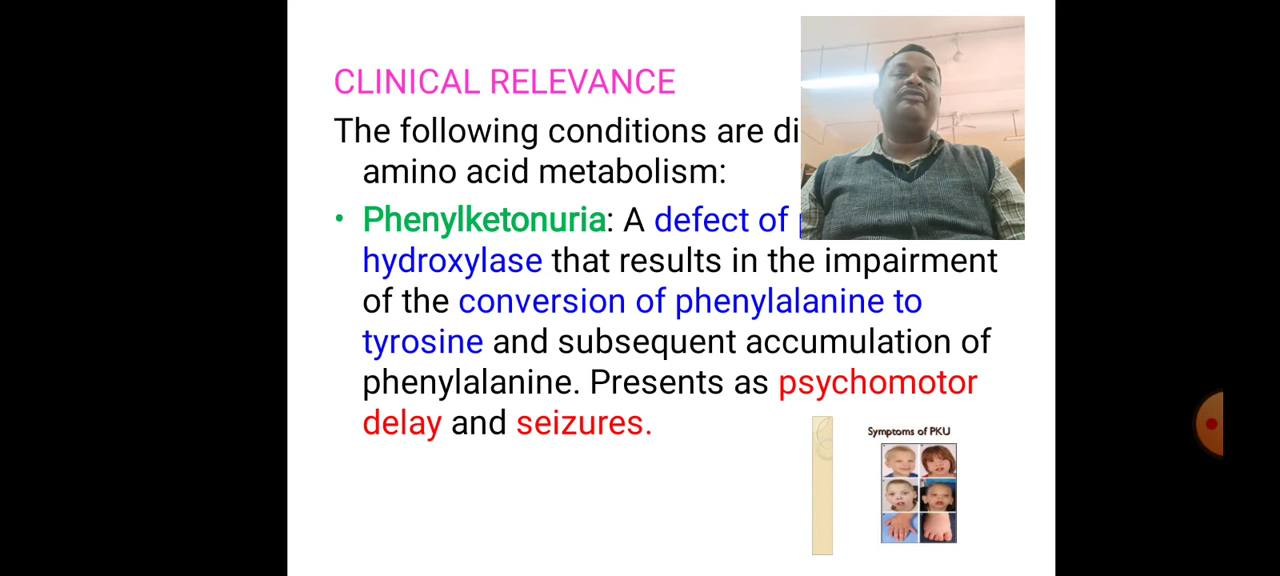 CLINICAL RELEVANCE
The following conditions are
amino acid metabolism:
• Phenylketonuria: A defect of
hydroxylase that results in the impairment
of the conversion of phenylalanine to
tyrosine and subsequent accumulation of
phenylalanine. Presents as psychomotor
delay and seizures.
Symptoms of PKU